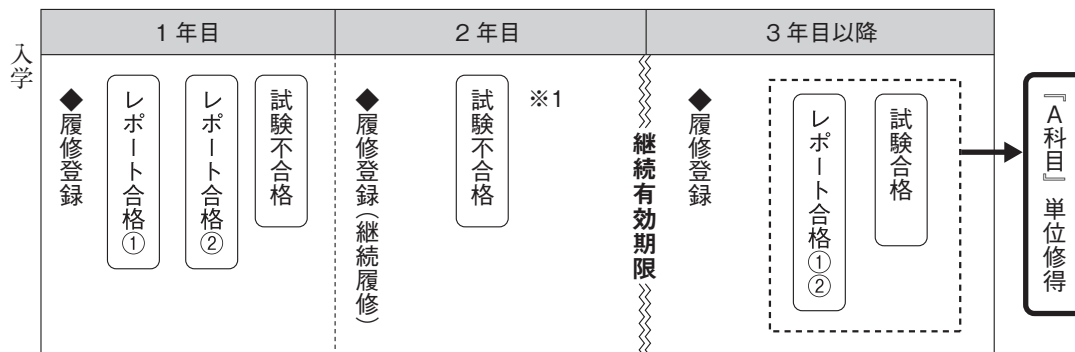 入学
1年目
2年目
3年目以降
◆履修登録
レポート合格①
レポート合格②
試験不合格
◆履修登録(継続履修)
試験不合格
※1
継続有効期限
◆履修登録
レポート合格①②
試験合格
『A科目』単位修得